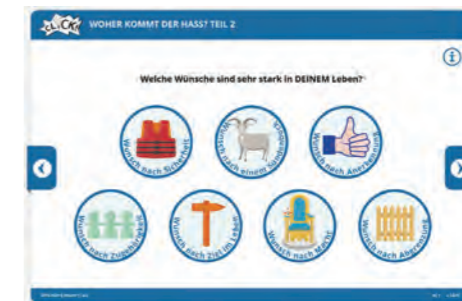 CLICK!
WOHER KOMMT DER HASS? TEIL 2
Welche Wünsche sind sehr stark in DEINEM Leben?
Wunsch nach Sicherheit
Wunsch nach einem Sündenbock
Wunsch nach Anerkennung
Wunsch nach Zugehörigkeit
Wunsch nach Ziel im Leben
Wunsch nach Macht
Wunsch nach Abgrenzung